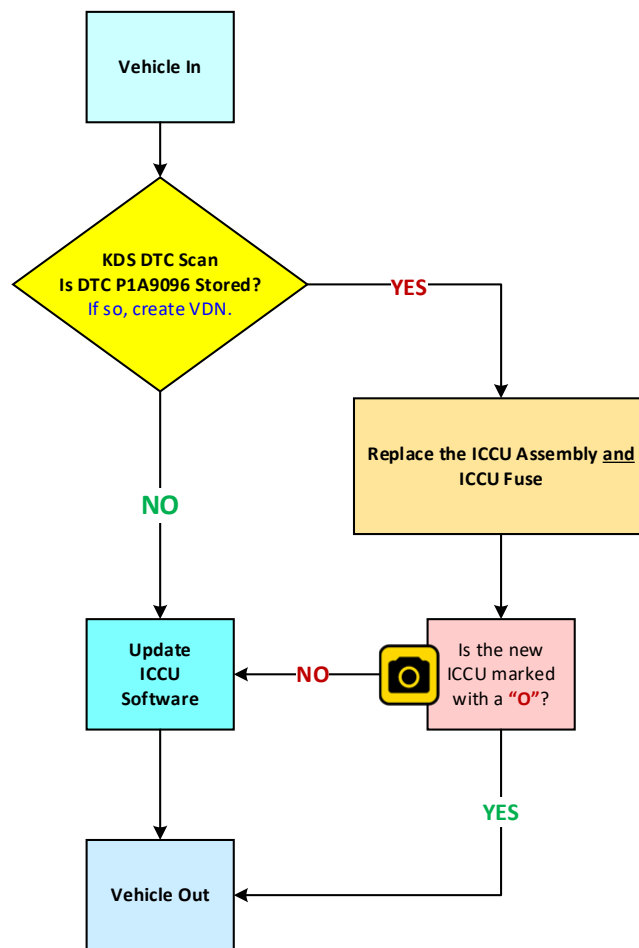 Vehicle In
KDS DTC Scan
Is DTC P1A9096 Stored?
If so, create VDN.
YES
Replace the ICCU Assembly and
ICCU Fuse
NO
Update
ICCU
Software
NO
Is the new
ICCU marked
with a “O”?
YES
Vehicle Out